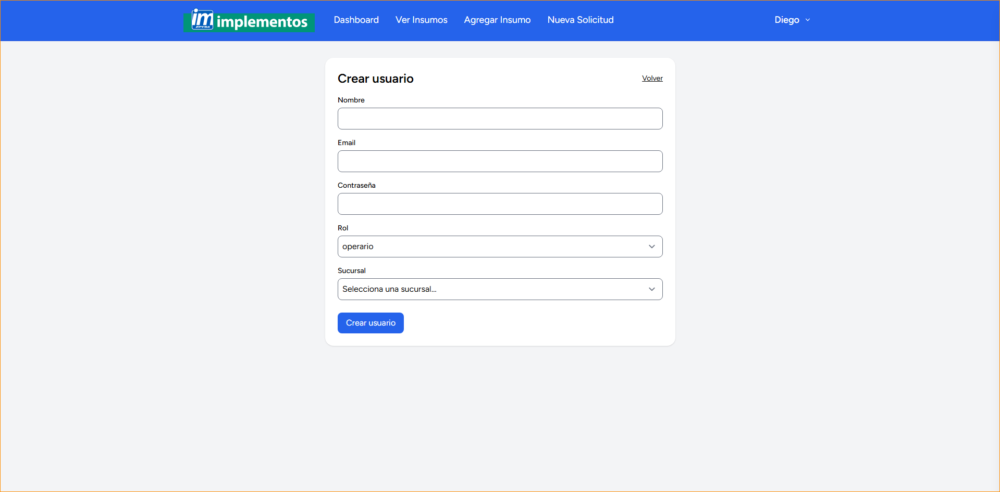 im EPYSA implementos
Dashboard
Ver Insumos
Agregar Insumo
Nueva Solicitud
Diego
Crear usuario
Volver
Nombre
Email
Contraseña
Rol
operario
Sucursal
Selecciona una sucursal...
Crear usuario